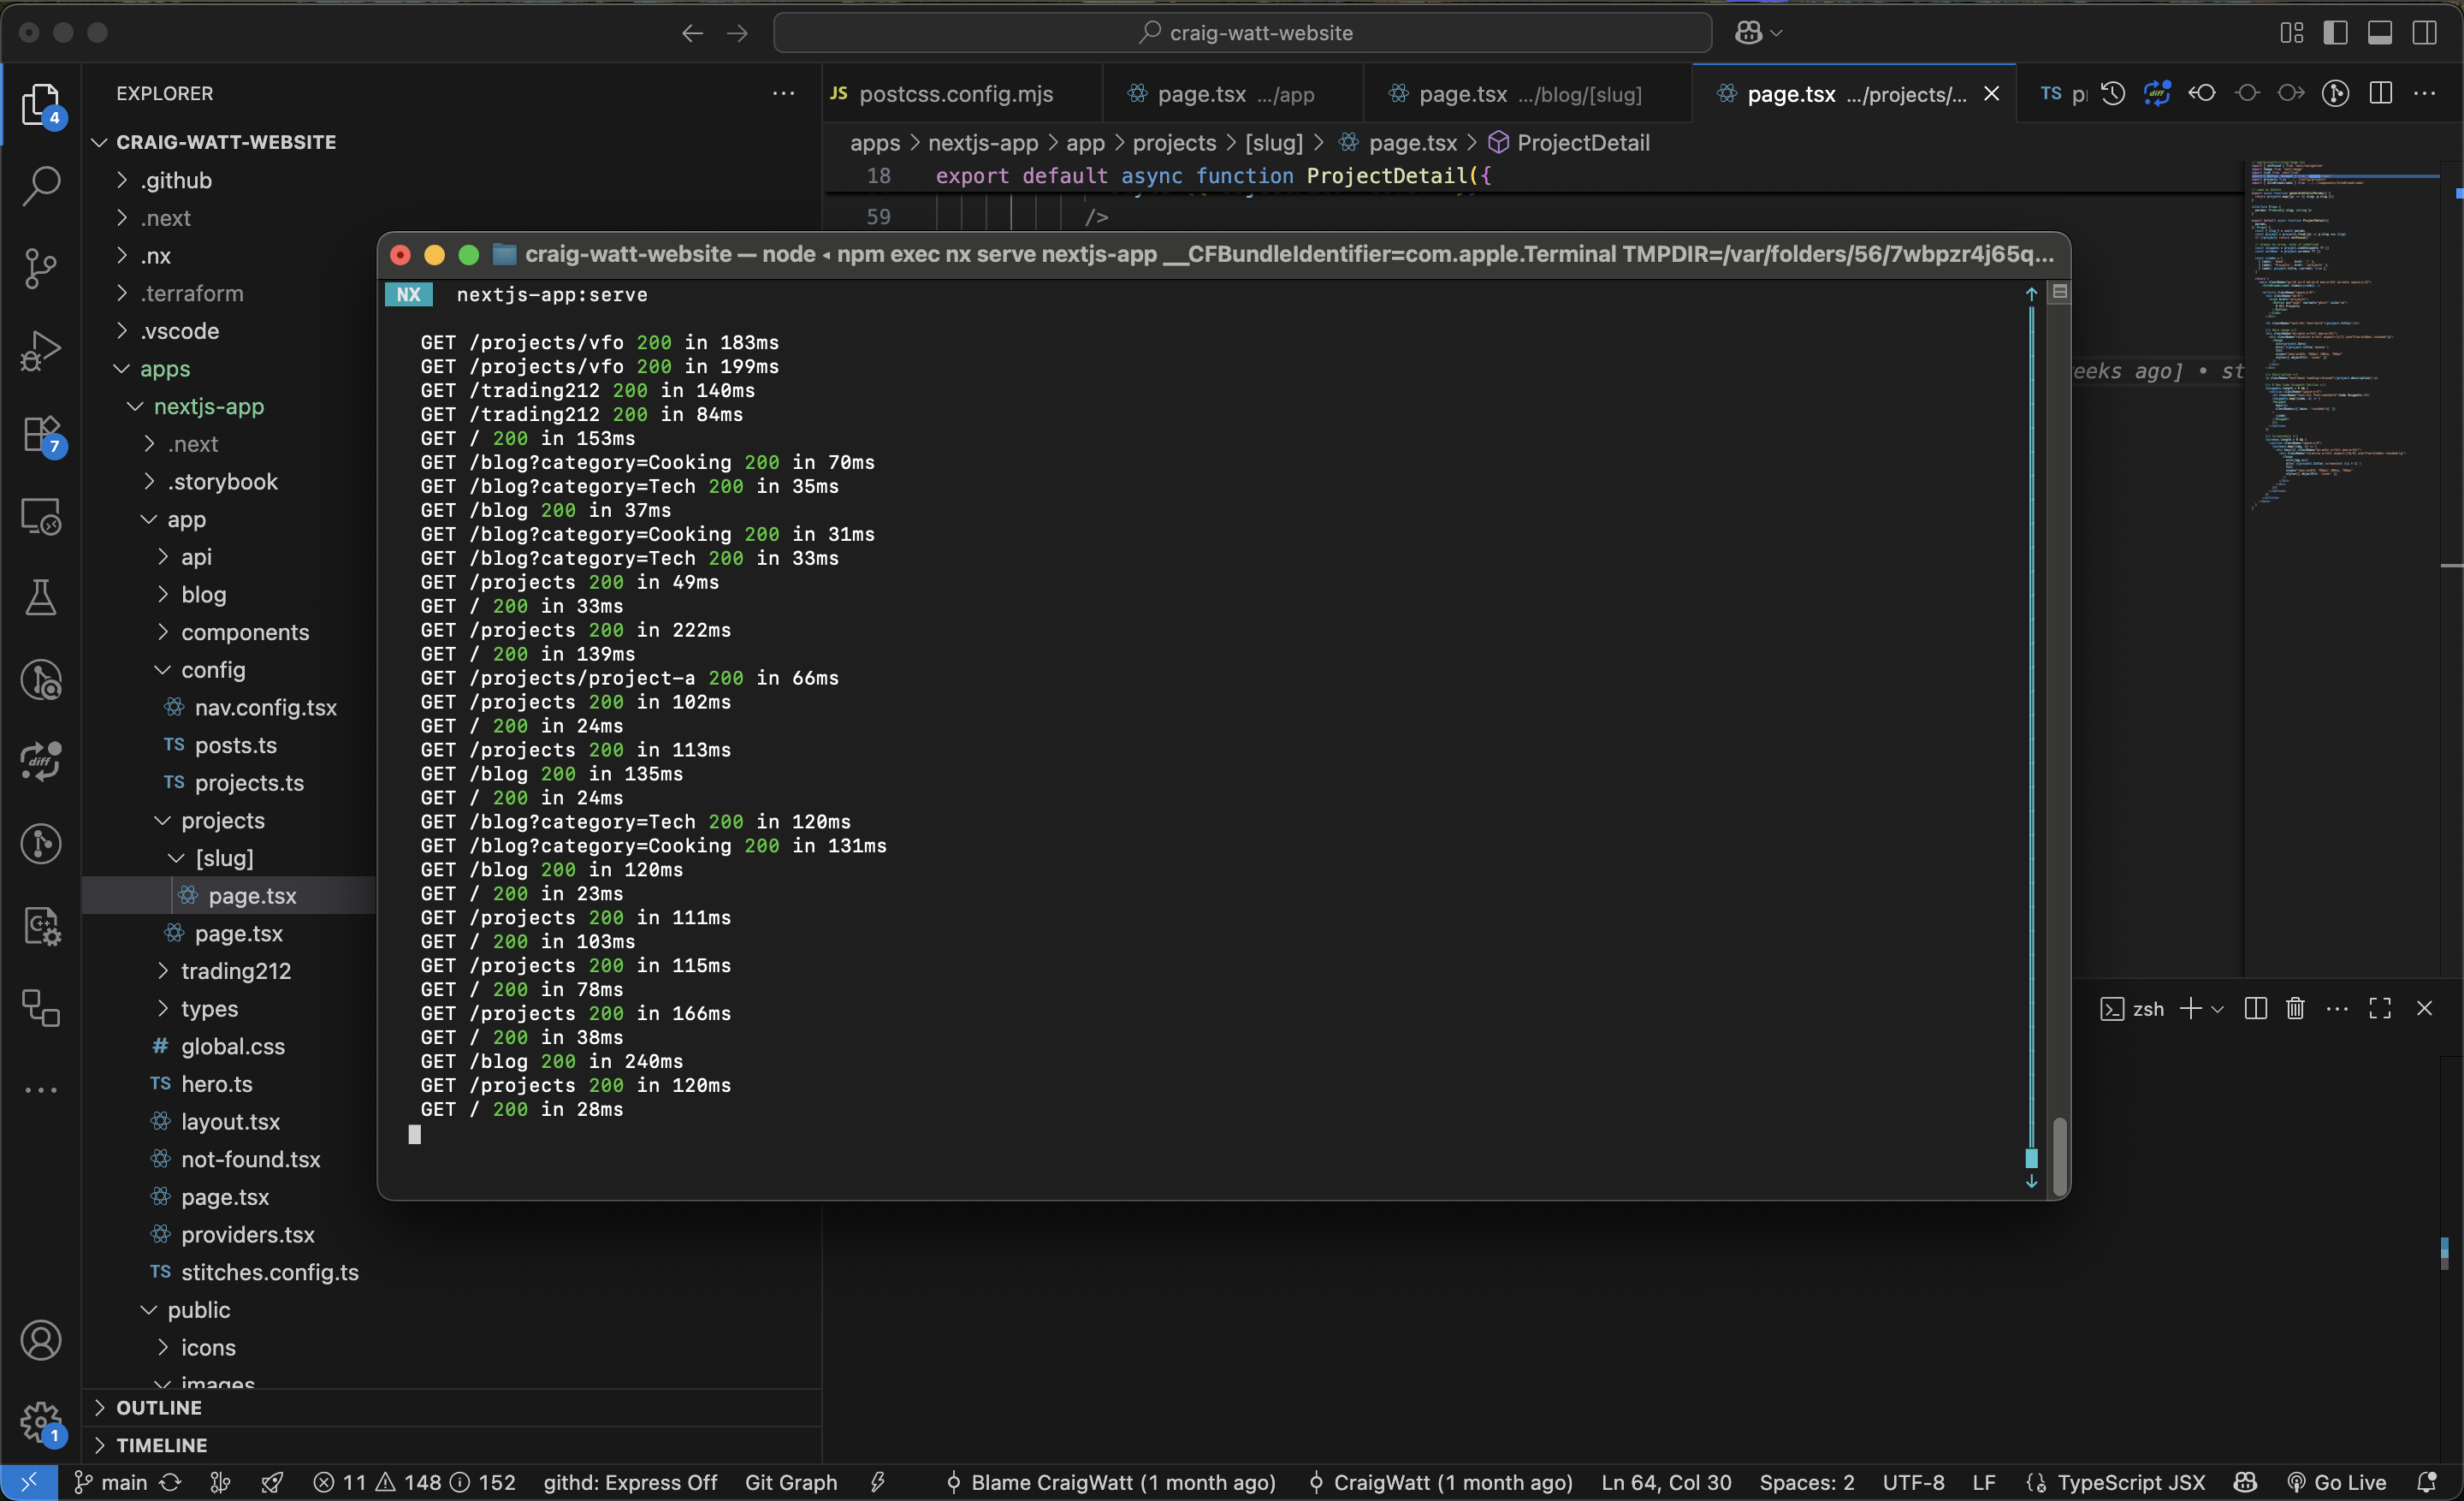 craig-watt-website
EXPLORER
JS postcss.config.mjs
page.tsx .../app
page.tsx .../blog/[slug]
page.tsx .../projects/...
TS
apps > nextjs-app > app > projects > [slug] > page.tsx > ProjectDetail
18 export default async function ProjectDetail({
59 />
CRAIG-WATT-WEBSITE
.github
.next
.nx
.terraform
.vscode
apps
nextjs-app
.next
.storybook
app
api
blog
components
config
nav.config.tsx
TS posts.ts
TS projects.ts
projects
[slug]
page.tsx
page.tsx
trading212
types
# global.css
TS hero.ts
layout.tsx
not-found.tsx
page.tsx
providers.tsx
TS stitches.config.ts
public
icons
images
OUTLINE
TIMELINE
4
7
diff
1
craig-watt-website — node ◂ npm exec nx serve nextjs-app __CFBundleIdentifier=com.apple.Terminal TMPDIR=/var/folders/56/7wbpzr4j65q...
NX nextjs-app:serve
GET /projects/vfo 200 in 183ms
GET /projects/vfo 200 in 199ms
GET /trading212 200 in 140ms
GET /trading212 200 in 84ms
GET / 200 in 153ms
GET /blog?category=Cooking 200 in 70ms
GET /blog?category=Tech 200 in 35ms
GET /blog 200 in 37ms
GET /blog?category=Cooking 200 in 31ms
GET /blog?category=Tech 200 in 33ms
GET /projects 200 in 49ms
GET / 200 in 33ms
GET /projects 200 in 222ms
GET / 200 in 139ms
GET /projects/project-a 200 in 66ms
GET /projects 200 in 102ms
GET / 200 in 24ms
GET /projects 200 in 113ms
GET /blog 200 in 135ms
GET / 200 in 24ms
GET /blog?category=Tech 200 in 120ms
GET /blog?category=Cooking 200 in 131ms
GET /blog 200 in 120ms
GET / 200 in 23ms
GET /projects 200 in 111ms
GET / 200 in 103ms
GET /projects 200 in 115ms
GET / 200 in 78ms
GET /projects 200 in 166ms
GET / 200 in 38ms
GET /blog 200 in 240ms
GET /projects 200 in 120ms
GET / 200 in 28ms
eeks ago] • st
zsh
main 11 148 152 githd: Express Off Git Graph Blame CraigWatt (1 month ago) CraigWatt (1 month ago) Ln 64, Col 30 Spaces: 2 UTF-8 LF TypeScript JSX Go Live